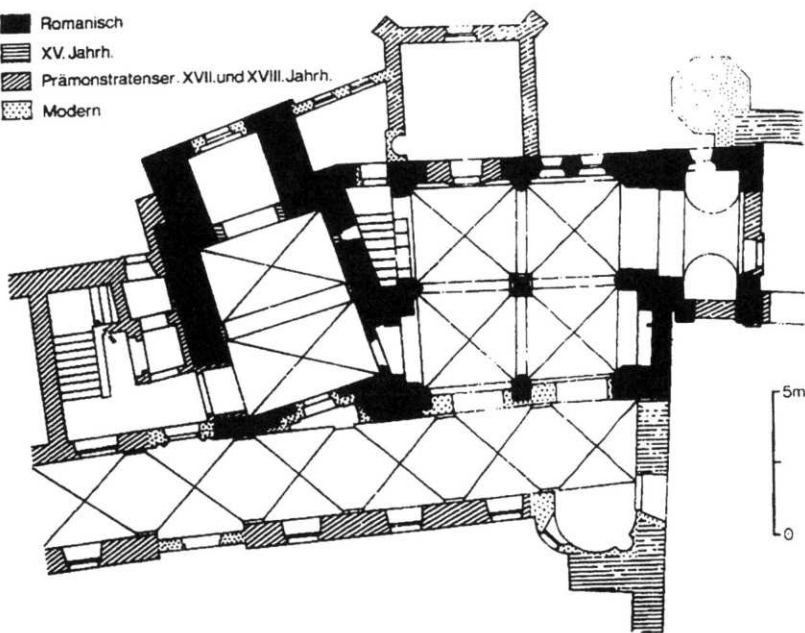 Romanisch
XV. Jahrh.
Prämonstratenser. XVII. und XVIII. Jahrh.
Modern
5m
0